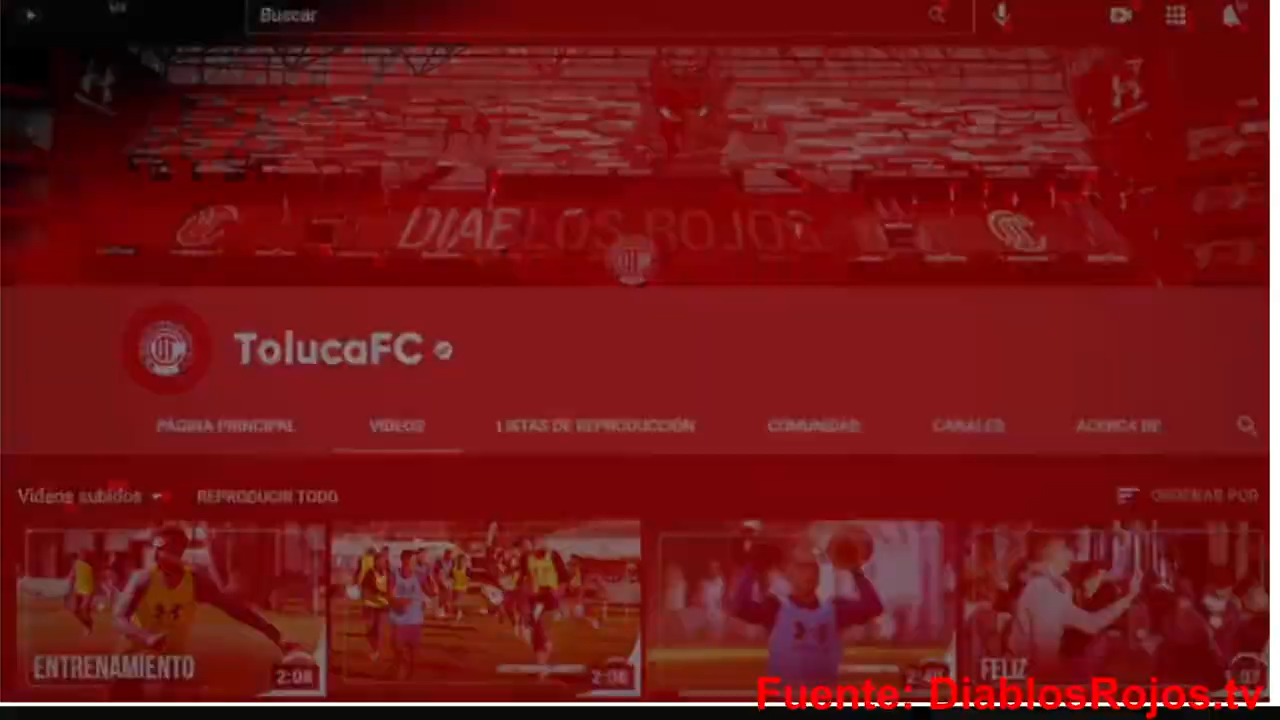 Buscar
DIABLOS ROJOS
TolucaFC
PÁGINA PRINCIPAL VIDEOS LISTAS DE REPRODUCCIÓN COMUNIDAD CANALES ACERCA DE
Videos subidos REPRODUCIR TODO ORDENAR POR
ENTRENAMIENTO 2:08
2:08
FELIZ
Fuente: DiablosRojos.tv